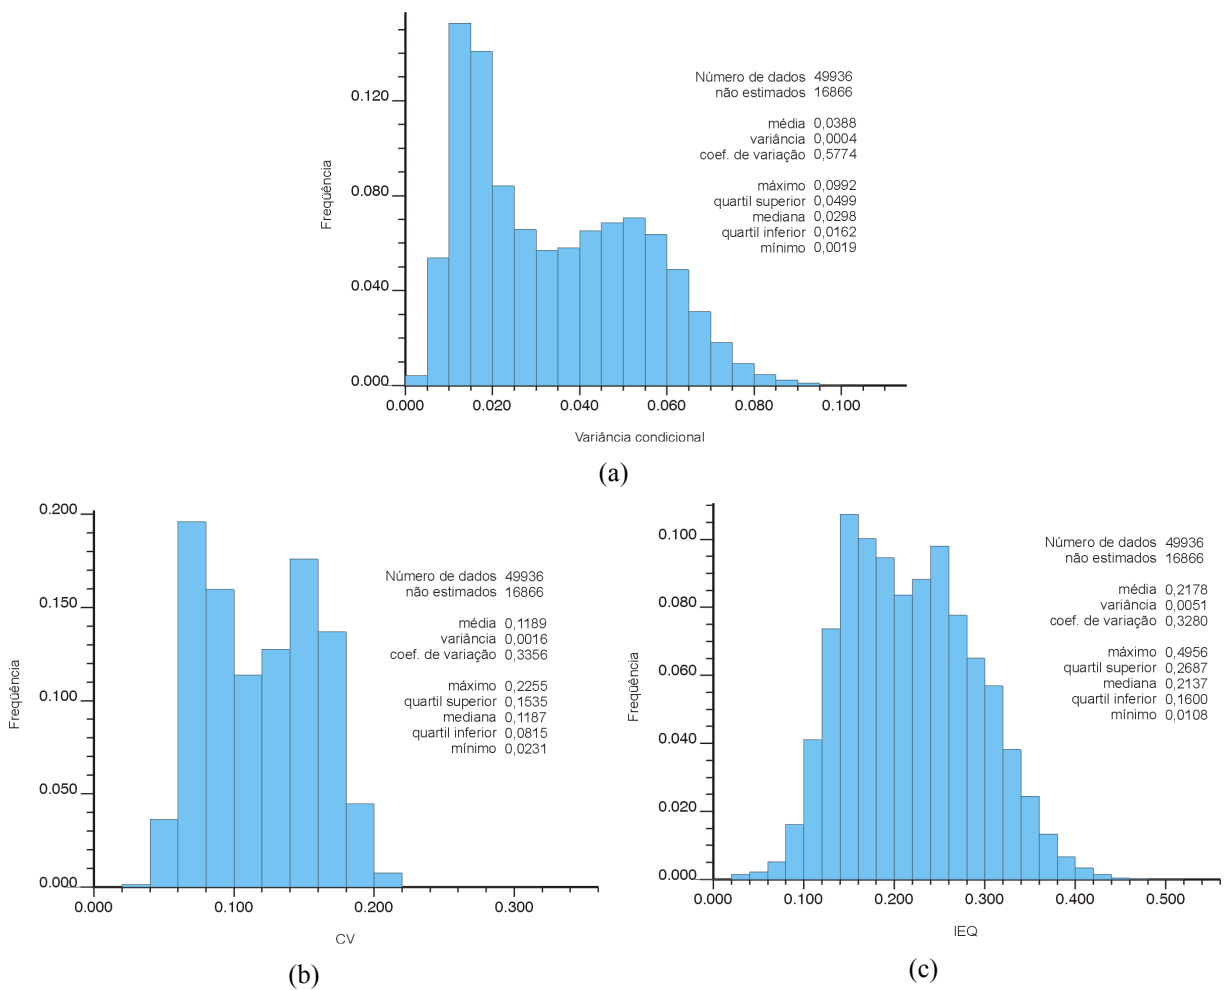 0.120
0.080
0.040
0.000
Freqüência
0.000 0.020 0.040 0.060 0.080 0.100
Variância condicional
Número de dados 49936
não estimados 16866
média 0,0388
variância 0,0004
coef. de variação 0,5774
máximo 0,0992
quartil superior 0,0499
mediana 0,0298
quartil inferior 0,0162
mínimo 0,0019
(a)
0.200
0.150
0.100
0.050
0.000
Freqüência
0.000 0.100 0.200 0.300
CV
Número de dados 49936
não estimados 16866
média 0,1189
variância 0,0016
coef. de variação 0,3356
máximo 0,2255
quartil superior 0,1535
mediana 0,1187
quartil inferior 0,0815
mínimo 0,0231
(b)
0.100
0.080
0.060
0.040
0.020
0.000
Freqüência
0.000 0.100 0.200 0.300 0.400 0.500
IEQ
Número de dados 49936
não estimados 16866
média 0,2178
variância 0,0051
coef. de variação 0,3280
máximo 0,4956
quartil superior 0,2687
mediana 0,2137
quartil inferior 0,1600
mínimo 0,0108
(c)